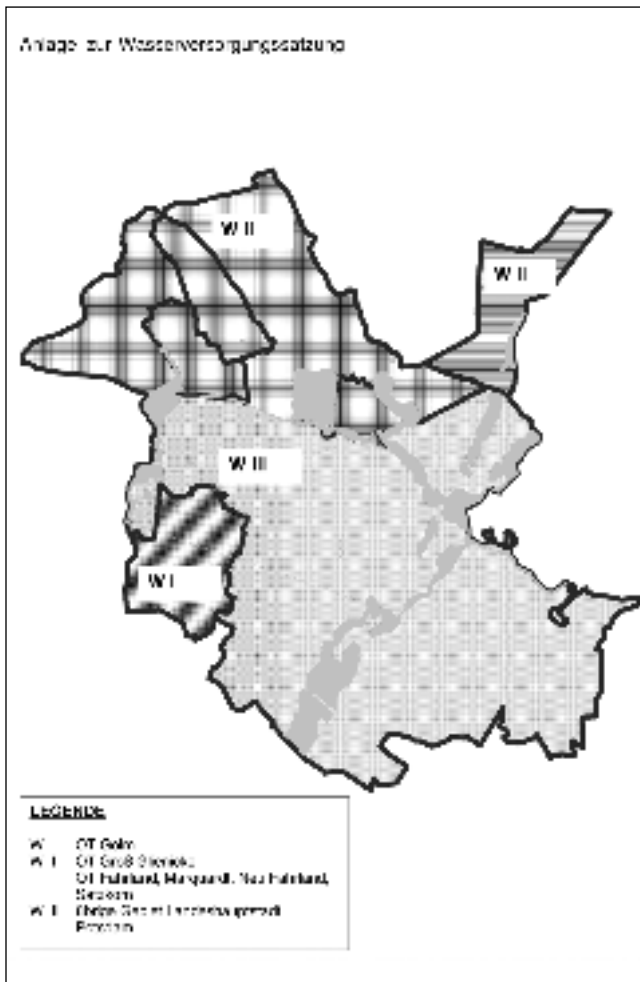 Anlage zur Wasserversorgungssatzung
W II
W II
W III
W I
LEGENDE
W I OT Golm
W II OT Groß Glienicke
OT Fahrland, Marquardt, Neu Fahrland,
Satzkorn
W III übrige Gebiet Landeshauptstadt
Potsdam